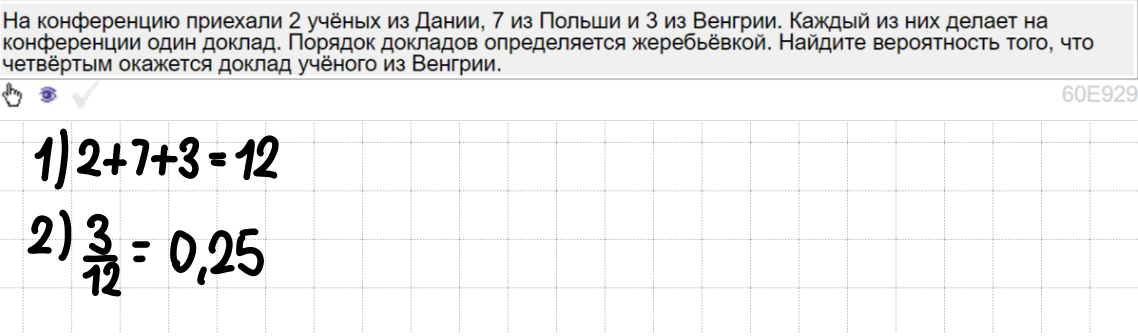 На конференцию приехали 2 учёных из Дании, 7 из Польши и 3 из Венгрии. Каждый из них делает на
конференции один доклад. Порядок докладов определяется жеребьёвкой. Найдите вероятность того, что
четвёртым окажется доклад учёного из Венгрии.
60E929
1) 2+7+3=12
2) 3/12 = 0,25